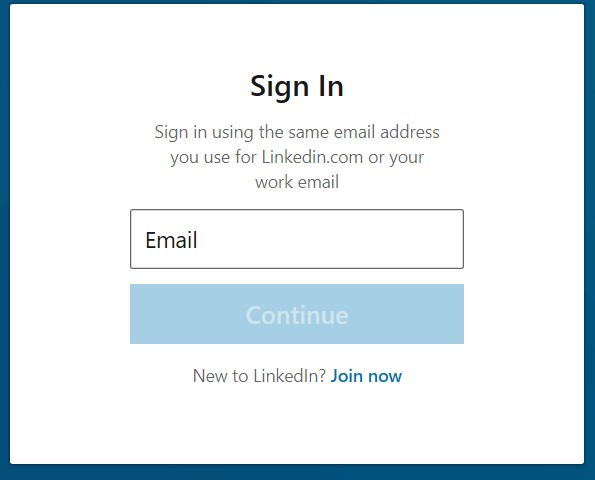 Sign In
Sign in using the same email address
you use for Linkedin.com or your
work email
Email
Continue
New to LinkedIn? Join now